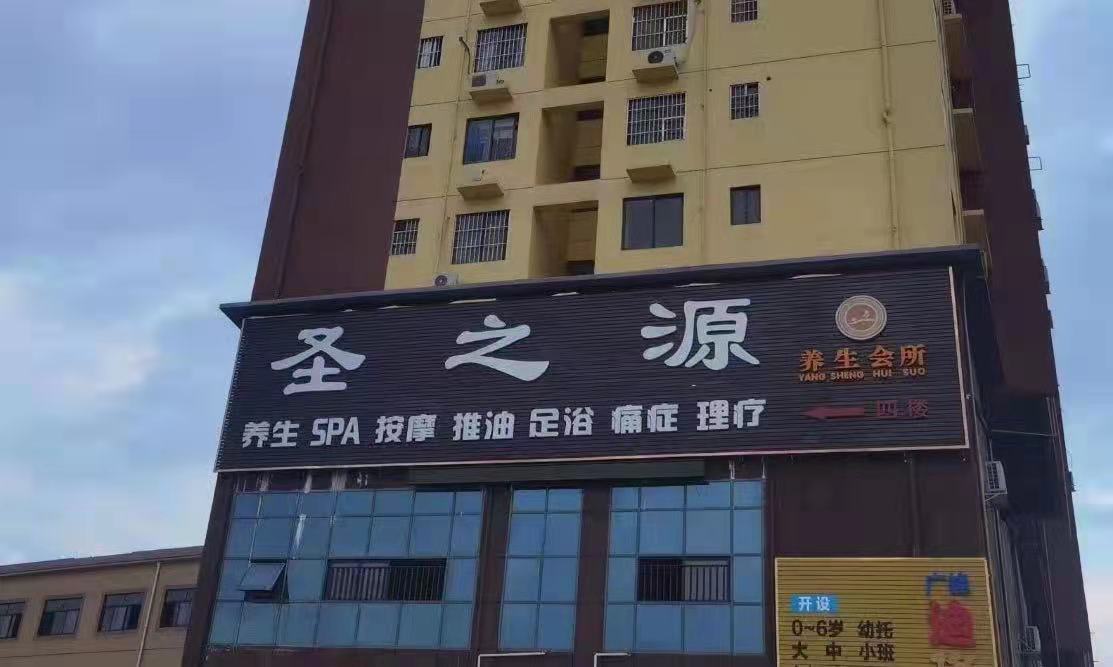 圣之源
养生会所
YANG SHENG HUI SUO
养生 SPA 按摩 推油 足浴 痛症 理疗
四楼
开设
0~6岁 幼托
大 中 小班